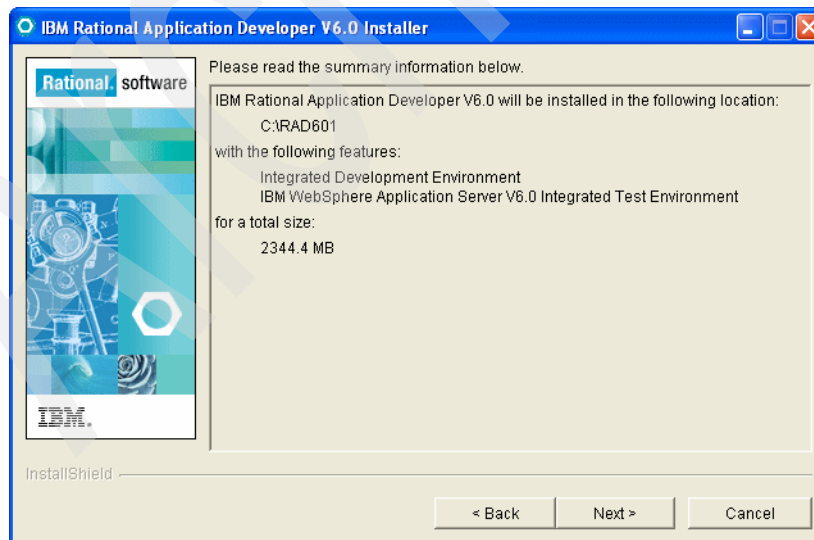 IBM Rational Application Developer V6.0 Installer
Rational. software
Please read the summary information below.
IBM Rational Application Developer V6.0 will be installed in the following location:
C:\RAD601
with the following features:
Integrated Development Environment
IBM WebSphere Application Server V6.0 Integrated Test Environment
for a total size:
2344.4 MB
IBM.
InstallShield
< Back
Next >
Cancel